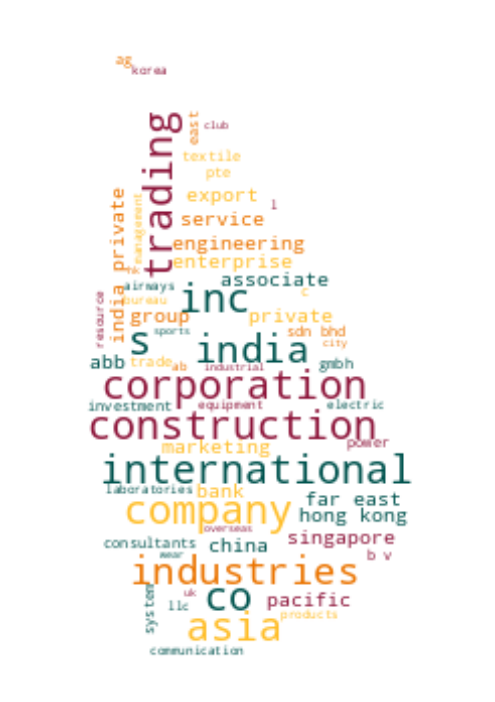 ag
korea
trading
east
club
textile
pte
export
l
management
india private
service
engineering
enterprise
associate
airways
inc
c
bureau
resource
group
private
sports
s
sdn bhd
india
city
abb
trade
ab
industrial
gmbh
corporation
investment
equipment
electric
construction
power
marketing
international
laboratories
bank
far east
company
hong kong
overseas
singapore
consultants
china
wear
b v
industries
uk
system
llc
co
pacific
products
asia
communication